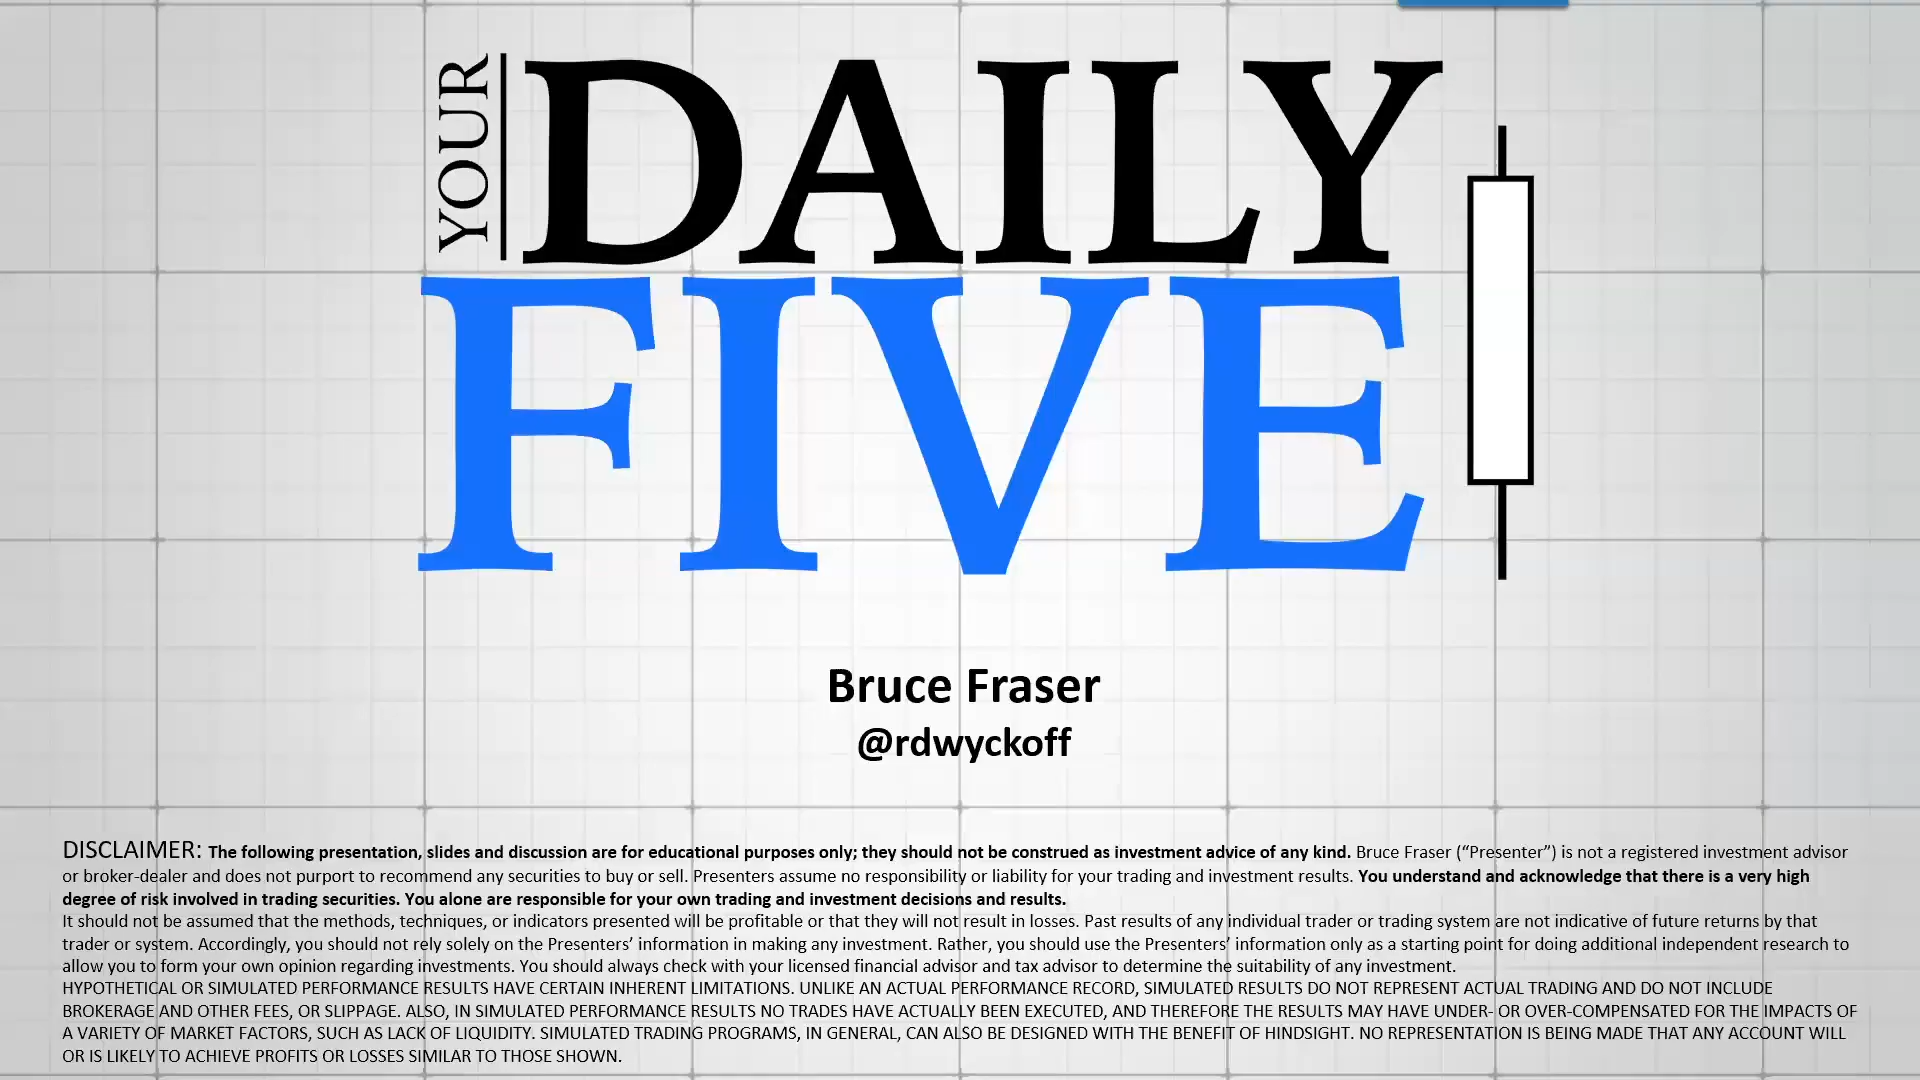 YOUR
DAILY
FIVE
Bruce Fraser
@rdwyckoff
DISCLAIMER: The following presentation, slides and discussion are for educational purposes only; they should not be construed as investment advice of any kind. Bruce Fraser (“Presenter”) is not a registered investment advisor
or broker-dealer and does not purport to recommend any securities to buy or sell. Presenters assume no responsibility or liability for your trading and investment results. You understand and acknowledge that there is a very high
degree of risk involved in trading securities. You alone are responsible for your own trading and investment decisions and results.
It should not be assumed that the methods, techniques, or indicators presented will be profitable or that they will not result in losses. Past results of any individual trader or trading system are not indicative of future returns by that
trader or system. Accordingly, you should not rely solely on the Presenters’ information in making any investment. Rather, you should use the Presenters’ information only as a starting point for doing additional independent research to
allow you to form your own opinion regarding investments. You should always check with your licensed financial advisor and tax advisor to determine the suitability of any investment.
HYPOTHETICAL OR SIMULATED PERFORMANCE RESULTS HAVE CERTAIN INHERENT LIMITATIONS. UNLIKE AN ACTUAL PERFORMANCE RECORD, SIMULATED RESULTS DO NOT REPRESENT ACTUAL TRADING AND DO NOT INCLUDE
BROKERAGE AND OTHER FEES, OR SLIPPAGE. ALSO, IN SIMULATED PERFORMANCE RESULTS NO TRADES HAVE ACTUALLY BEEN EXECUTED, AND THEREFORE THE RESULTS MAY HAVE UNDER- OR OVER-COMPENSATED FOR THE IMPACTS OF
A VARIETY OF MARKET FACTORS, SUCH AS LACK OF LIQUIDITY. SIMULATED TRADING PROGRAMS, IN GENERAL, CAN ALSO BE DESIGNED WITH THE BENEFIT OF HINDSIGHT. NO REPRESENTATION IS BEING MADE THAT ANY ACCOUNT WILL
OR IS LIKELY TO ACHIEVE PROFITS OR LOSSES SIMILAR TO THOSE SHOWN.